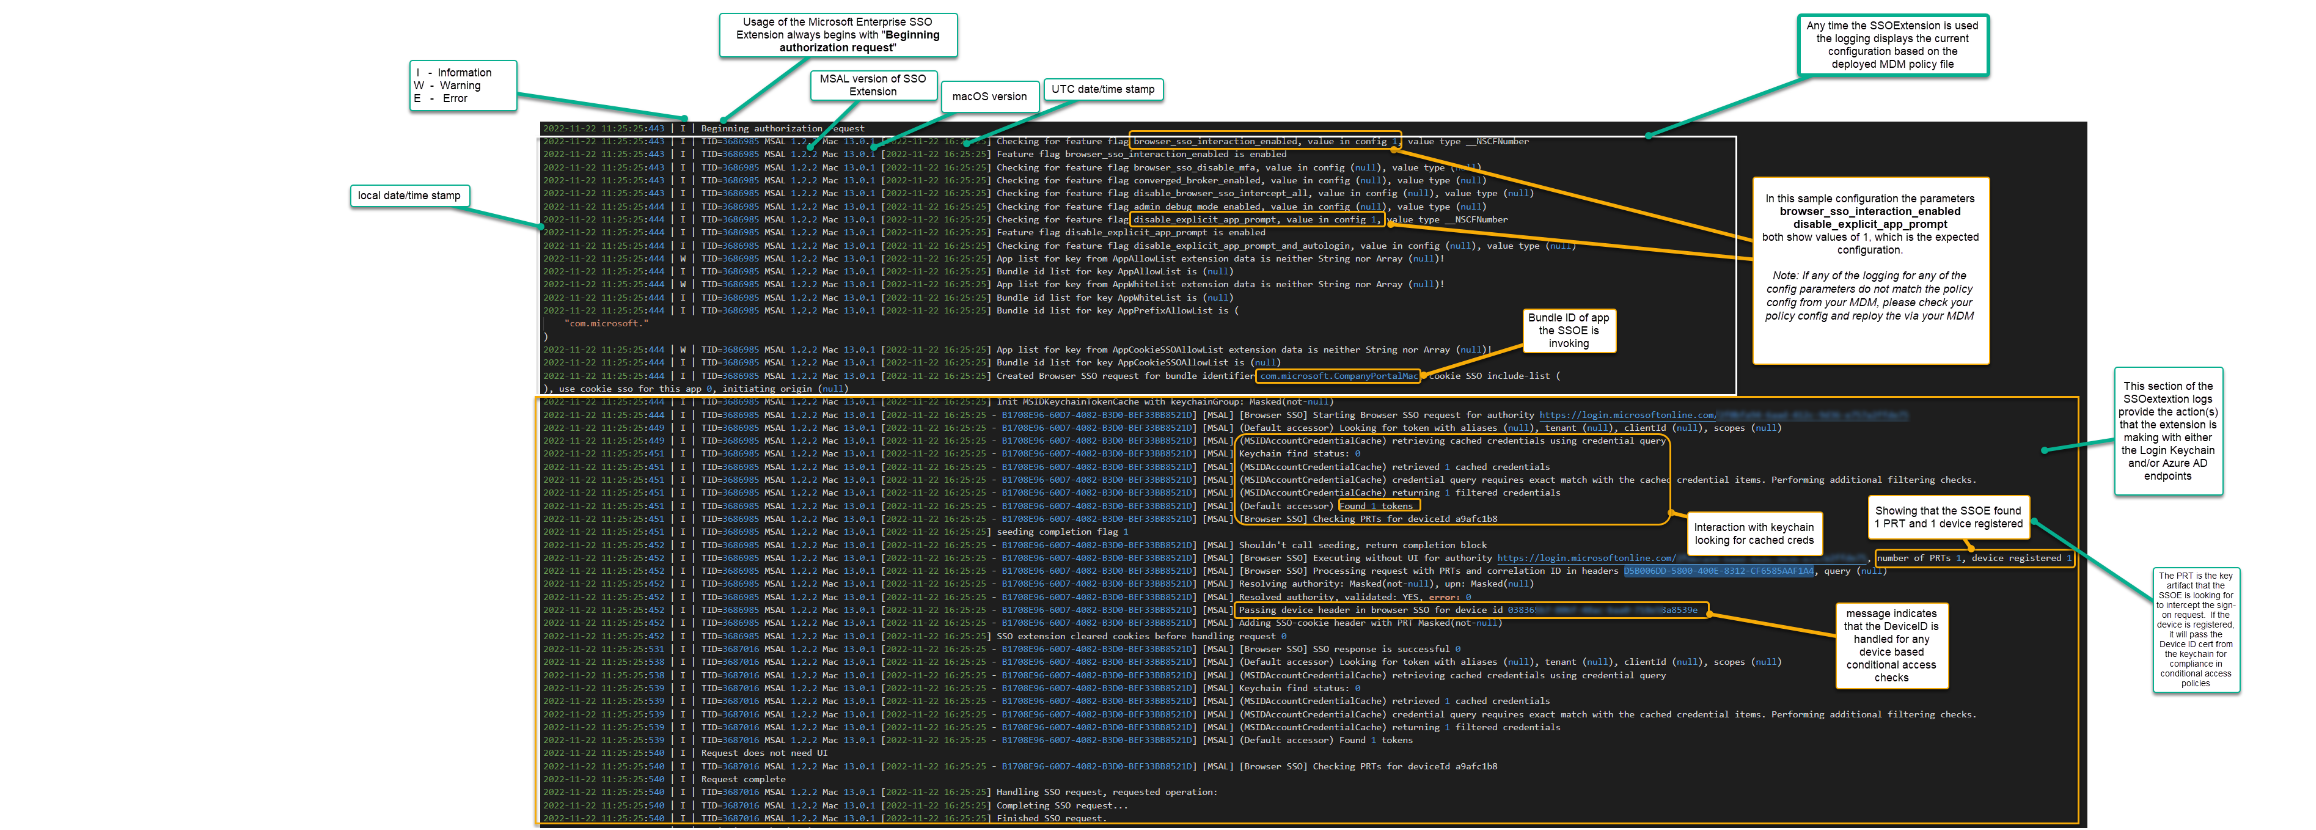 Usage of the Microsoft Enterprise SSO
Extension always begins with "Beginning
authorization request"
Any time the SSOExtension is used
the logging displays the current
configuration based on the
deployed MDM policy file
I - Information
W - Warning
E - Error
MSAL version of SSO
Extension
macOS version
UTC date/time stamp
local date/time stamp
2022-11-22 11:25:25:443 | I | Beginning authorization request
2022-11-22 11:25:25:443 | I | TID=3686985 MSAL 1.2.2 Mac 13.0.1 [2022-11-22 16:25:25] Checking for feature flag browser_sso_interaction_enabled, value in config 1, value type __NSCFNumber
2022-11-22 11:25:25:443 | I | TID=3686985 MSAL 1.2.2 Mac 13.0.1 [2022-11-22 16:25:25] Feature flag browser_sso_interaction_enabled is enabled
2022-11-22 11:25:25:443 | I | TID=3686985 MSAL 1.2.2 Mac 13.0.1 [2022-11-22 16:25:25] Checking for feature flag browser_sso_disable_mfa, value in config (null), value type (null)
2022-11-22 11:25:25:443 | I | TID=3686985 MSAL 1.2.2 Mac 13.0.1 [2022-11-22 16:25:25] Checking for feature flag converged_broker_enabled, value in config (null), value type (null)
2022-11-22 11:25:25:443 | I | TID=3686985 MSAL 1.2.2 Mac 13.0.1 [2022-11-22 16:25:25] Checking for feature flag disable_browser_sso_intercept_all, value in config (null), value type (null)
2022-11-22 11:25:25:444 | I | TID=3686985 MSAL 1.2.2 Mac 13.0.1 [2022-11-22 16:25:25] Checking for feature flag admin_debug_mode_enabled, value in config (null), value type (null)
2022-11-22 11:25:25:444 | I | TID=3686985 MSAL 1.2.2 Mac 13.0.1 [2022-11-22 16:25:25] Checking for feature flag disable_explicit_app_prompt, value in config 1, value type __NSCFNumber
2022-11-22 11:25:25:444 | I | TID=3686985 MSAL 1.2.2 Mac 13.0.1 [2022-11-22 16:25:25] Feature flag disable_explicit_app_prompt is enabled
2022-11-22 11:25:25:444 | I | TID=3686985 MSAL 1.2.2 Mac 13.0.1 [2022-11-22 16:25:25] Checking for feature flag disable_explicit_app_prompt_and_autologin, value in config (null), value type (null)
2022-11-22 11:25:25:444 | W | TID=3686985 MSAL 1.2.2 Mac 13.0.1 [2022-11-22 16:25:25] App list for key from AppAllowList extension data is neither String nor Array (null)!
2022-11-22 11:25:25:444 | I | TID=3686985 MSAL 1.2.2 Mac 13.0.1 [2022-11-22 16:25:25] Bundle id list for key AppAllowList is (null)
2022-11-22 11:25:25:444 | W | TID=3686985 MSAL 1.2.2 Mac 13.0.1 [2022-11-22 16:25:25] App list for key from AppWhiteList extension data is neither String nor Array (null)!
2022-11-22 11:25:25:444 | I | TID=3686985 MSAL 1.2.2 Mac 13.0.1 [2022-11-22 16:25:25] Bundle id list for key AppWhiteList is (null)
2022-11-22 11:25:25:444 | I | TID=3686985 MSAL 1.2.2 Mac 13.0.1 [2022-11-22 16:25:25] Bundle id list for key AppPrefixAllowList is (
"com.microsoft."
)
2022-11-22 11:25:25:444 | W | TID=3686985 MSAL 1.2.2 Mac 13.0.1 [2022-11-22 16:25:25] App list for key from AppCookieSSOAllowList extension data is neither String nor Array (null)!
2022-11-22 11:25:25:444 | I | TID=3686985 MSAL 1.2.2 Mac 13.0.1 [2022-11-22 16:25:25] Bundle id list for key AppCookieSSOAllowList is (null)
2022-11-22 11:25:25:444 | I | TID=3686985 MSAL 1.2.2 Mac 13.0.1 [2022-11-22 16:25:25] Created Browser SSO request for bundle identifier com.microsoft.CompanyPortalMac, cookie SSO include-list (
), use cookie sso for this app 0, initiating origin (null)
In this sample configuration the parameters
browser_sso_interaction_enabled
disable_explicit_app_prompt
both show values of 1, which is the expected
configuration.
Note: If any of the logging for any of the
config parameters do not match the policy
config from your MDM, please check your
policy config and reploy the via your MDM
Bundle ID of app
the SSOE is
invoking
2022-11-22 11:25:25:444 | I | TID=3686985 MSAL 1.2.2 Mac 13.0.1 [2022-11-22 16:25:25] Init MSIDKeychainTokenCache with keychainGroup: Masked(not-null)
2022-11-22 11:25:25:444 | I | TID=3686985 MSAL 1.2.2 Mac 13.0.1 [2022-11-22 16:25:25 - B1708E96-60D7-4082-B3D0-BEF33BB8521D] [MSAL] [Browser SSO] Starting Browser SSO request for authority https://login.microsoftonline.com/
2022-11-22 11:25:25:449 | I | TID=3686985 MSAL 1.2.2 Mac 13.0.1 [2022-11-22 16:25:25 - B1708E96-60D7-4082-B3D0-BEF33BB8521D] [MSAL] (Default accessor) Looking for token with aliases (null), tenant (null), clientId (null), scopes (null)
2022-11-22 11:25:25:449 | I | TID=3686985 MSAL 1.2.2 Mac 13.0.1 [2022-11-22 16:25:25 - B1708E96-60D7-4082-B3D0-BEF33BB8521D] [MSAL] (MSIDAccountCredentialCache) retrieving cached credentials using credential query
2022-11-22 11:25:25:451 | I | TID=3686985 MSAL 1.2.2 Mac 13.0.1 [2022-11-22 16:25:25 - B1708E96-60D7-4082-B3D0-BEF33BB8521D] [MSAL] Keychain find status: 0
2022-11-22 11:25:25:451 | I | TID=3686985 MSAL 1.2.2 Mac 13.0.1 [2022-11-22 16:25:25 - B1708E96-60D7-4082-B3D0-BEF33BB8521D] [MSAL] (MSIDAccountCredentialCache) retrieved 1 cached credentials
2022-11-22 11:25:25:451 | I | TID=3686985 MSAL 1.2.2 Mac 13.0.1 [2022-11-22 16:25:25 - B1708E96-60D7-4082-B3D0-BEF33BB8521D] [MSAL] (MSIDAccountCredentialCache) credential query requires exact match with the cached credential items. Performing additional filtering checks.
2022-11-22 11:25:25:451 | I | TID=3686985 MSAL 1.2.2 Mac 13.0.1 [2022-11-22 16:25:25 - B1708E96-60D7-4082-B3D0-BEF33BB8521D] [MSAL] (MSIDAccountCredentialCache) returning 1 filtered credentials
2022-11-22 11:25:25:451 | I | TID=3686985 MSAL 1.2.2 Mac 13.0.1 [2022-11-22 16:25:25 - B1708E96-60D7-4082-B3D0-BEF33BB8521D] [MSAL] (Default accessor) Found 1 tokens
2022-11-22 11:25:25:451 | I | TID=3686985 MSAL 1.2.2 Mac 13.0.1 [2022-11-22 16:25:25 - B1708E96-60D7-4082-B3D0-BEF33BB8521D] [MSAL] [Browser SSO] Checking PRTs for deviceId a9afc1b8
2022-11-22 11:25:25:451 | I | TID=3686985 MSAL 1.2.2 Mac 13.0.1 [2022-11-22 16:25:25] seeding completion flag 1
2022-11-22 11:25:25:452 | I | TID=3686985 MSAL 1.2.2 Mac 13.0.1 [2022-11-22 16:25:25 - B1708E96-60D7-4082-B3D0-BEF33BB8521D] [MSAL] Shouldn't call seeding, return completion block
2022-11-22 11:25:25:452 | I | TID=3686985 MSAL 1.2.2 Mac 13.0.1 [2022-11-22 16:25:25 - B1708E96-60D7-4082-B3D0-BEF33BB8521D] [MSAL] [Browser SSO] Executing without UI for authority https://login.microsoftonline.com/ , number of PRTs 1, device registered 1
2022-11-22 11:25:25:452 | I | TID=3686985 MSAL 1.2.2 Mac 13.0.1 [2022-11-22 16:25:25 - B1708E96-60D7-4082-B3D0-BEF33BB8521D] [MSAL] [Browser SSO] Processing request with PRTs and correlation ID in headers D5B006DD-5800-400E-8312-CF6585AAF1A4, query (null)
2022-11-22 11:25:25:452 | I | TID=3686985 MSAL 1.2.2 Mac 13.0.1 [2022-11-22 16:25:25 - B1708E96-60D7-4082-B3D0-BEF33BB8521D] [MSAL] Resolving authority: Masked(not-null), upn: Masked(null)
2022-11-22 11:25:25:452 | I | TID=3686985 MSAL 1.2.2 Mac 13.0.1 [2022-11-22 16:25:25 - B1708E96-60D7-4082-B3D0-BEF33BB8521D] [MSAL] Resolved authority, validated: YES, error: 0
2022-11-22 11:25:25:452 | I | TID=3686985 MSAL 1.2.2 Mac 13.0.1 [2022-11-22 16:25:25 - B1708E96-60D7-4082-B3D0-BEF33BB8521D] [MSAL] Passing device header in browser SSO for device id 03836 3a8539e
2022-11-22 11:25:25:452 | I | TID=3686985 MSAL 1.2.2 Mac 13.0.1 [2022-11-22 16:25:25 - B1708E96-60D7-4082-B3D0-BEF33BB8521D] [MSAL] Adding SSO-cookie header with PRT Masked(not-null)
2022-11-22 11:25:25:452 | I | TID=3686985 MSAL 1.2.2 Mac 13.0.1 [2022-11-22 16:25:25] SSO extension cleared cookies before handling request 0
2022-11-22 11:25:25:531 | I | TID=3687016 MSAL 1.2.2 Mac 13.0.1 [2022-11-22 16:25:25 - B1708E96-60D7-4082-B3D0-BEF33BB8521D] [MSAL] [Browser SSO] SSO response is successful 0
2022-11-22 11:25:25:538 | I | TID=3687016 MSAL 1.2.2 Mac 13.0.1 [2022-11-22 16:25:25 - B1708E96-60D7-4082-B3D0-BEF33BB8521D] [MSAL] (Default accessor) Looking for token with aliases (null), tenant (null), clientId (null), scopes (null)
2022-11-22 11:25:25:538 | I | TID=3687016 MSAL 1.2.2 Mac 13.0.1 [2022-11-22 16:25:25 - B1708E96-60D7-4082-B3D0-BEF33BB8521D] [MSAL] (MSIDAccountCredentialCache) retrieving cached credentials using credential query
2022-11-22 11:25:25:539 | I | TID=3687016 MSAL 1.2.2 Mac 13.0.1 [2022-11-22 16:25:25 - B1708E96-60D7-4082-B3D0-BEF33BB8521D] [MSAL] Keychain find status: 0
2022-11-22 11:25:25:539 | I | TID=3687016 MSAL 1.2.2 Mac 13.0.1 [2022-11-22 16:25:25 - B1708E96-60D7-4082-B3D0-BEF33BB8521D] [MSAL] (MSIDAccountCredentialCache) retrieved 1 cached credentials
2022-11-22 11:25:25:539 | I | TID=3687016 MSAL 1.2.2 Mac 13.0.1 [2022-11-22 16:25:25 - B1708E96-60D7-4082-B3D0-BEF33BB8521D] [MSAL] (MSIDAccountCredentialCache) credential query requires exact match with the cached credential items. Performing additional filtering checks.
2022-11-22 11:25:25:539 | I | TID=3687016 MSAL 1.2.2 Mac 13.0.1 [2022-11-22 16:25:25 - B1708E96-60D7-4082-B3D0-BEF33BB8521D] [MSAL] (MSIDAccountCredentialCache) returning 1 filtered credentials
2022-11-22 11:25:25:539 | I | TID=3687016 MSAL 1.2.2 Mac 13.0.1 [2022-11-22 16:25:25 - B1708E96-60D7-4082-B3D0-BEF33BB8521D] [MSAL] (Default accessor) Found 1 tokens
2022-11-22 11:25:25:540 | I | Request does not need UI
2022-11-22 11:25:25:540 | I | TID=3687016 MSAL 1.2.2 Mac 13.0.1 [2022-11-22 16:25:25 - B1708E96-60D7-4082-B3D0-BEF33BB8521D] [MSAL] [Browser SSO] Checking PRTs for deviceId a9afc1b8
2022-11-22 11:25:25:540 | I | Request complete
2022-11-22 11:25:25:540 | I | TID=3687016 MSAL 1.2.2 Mac 13.0.1 [2022-11-22 16:25:25] Handling SSO request, requested operation:
2022-11-22 11:25:25:540 | I | TID=3687016 MSAL 1.2.2 Mac 13.0.1 [2022-11-22 16:25:25] Completing SSO request...
2022-11-22 11:25:25:540 | I | TID=3687016 MSAL 1.2.2 Mac 13.0.1 [2022-11-22 16:25:25] Finished SSO request.
This section of the
SSOextextion logs
provide the action(s)
that the extension is
making with either
the Login Keychain
and/or Azure AD
endpoints
Interaction with keychain
looking for cached creds
Showing that the SSOE found
1 PRT and 1 device registered
The PRT is the key
artifact that the
SSOE is looking for
to intercept the sign-
on request. If the
device is registered,
it will pass the
Device ID cert from
the keychain for
compliance in
conditional access
policies
message indicates
that the DeviceID is
handled for any
device based
conditional access
checks